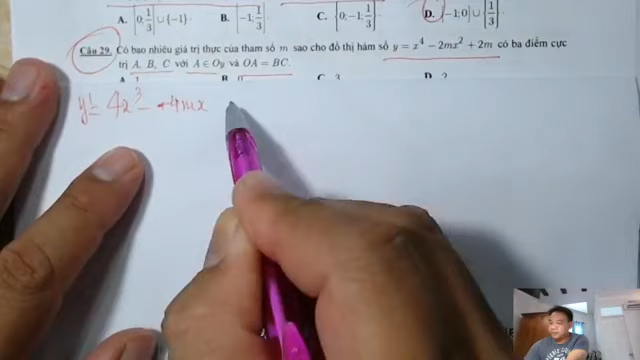 A. [0; 1/3] ∪ {-1}. B. [-1; 1/3]. C. [0; -1; 1/3]. D. [-1; 0] ∪ [1/3].
Câu 29. Có bao nhiêu giá trị thực của tham số m sao cho đồ thị hàm số y = x⁴ − 2mx² + 2m có ba điểm cực
trị A, B, C với A ∈ Oy và OA = BC.
A 1 B 0 C 3 D 2
y' = 4x³ - 4mx